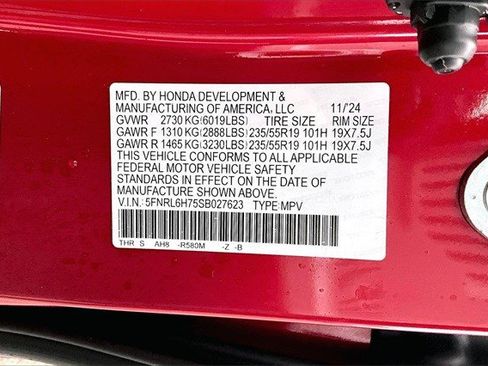 MFD. BY HONDA DEVELOPMENT &
MANUFACTURING OF AMERICA, LLC 11/'24
GVWR 2730 KG (6019LBS) TIRE SIZE RIM SIZE
GAWR F 1310 KG (2888LBS) 235/55R19 101H 19X7.5J
GAWR R 1465 KG (3230LBS) 235/55R19 101H 19X7.5J
THIS VEHICLE CONFORMS TO ALL APPLICABLE
FEDERAL MOTOR VEHICLE SAFETY
STANDARDS IN EFFECT ON THE DATE OF
MANUFACTURE SHOWN ABOVE.
V.I.N.: 5FNRL6H75SB027623 TYPE MPV
THR S AH8 -R580M -Z -B